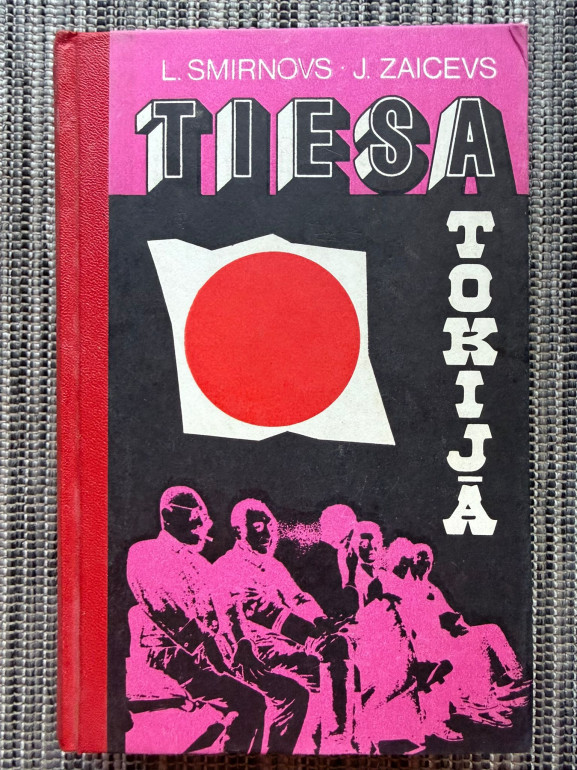 L. SMIRNOVS · J. ZAICEVS
TIESA
TOKIJĀ